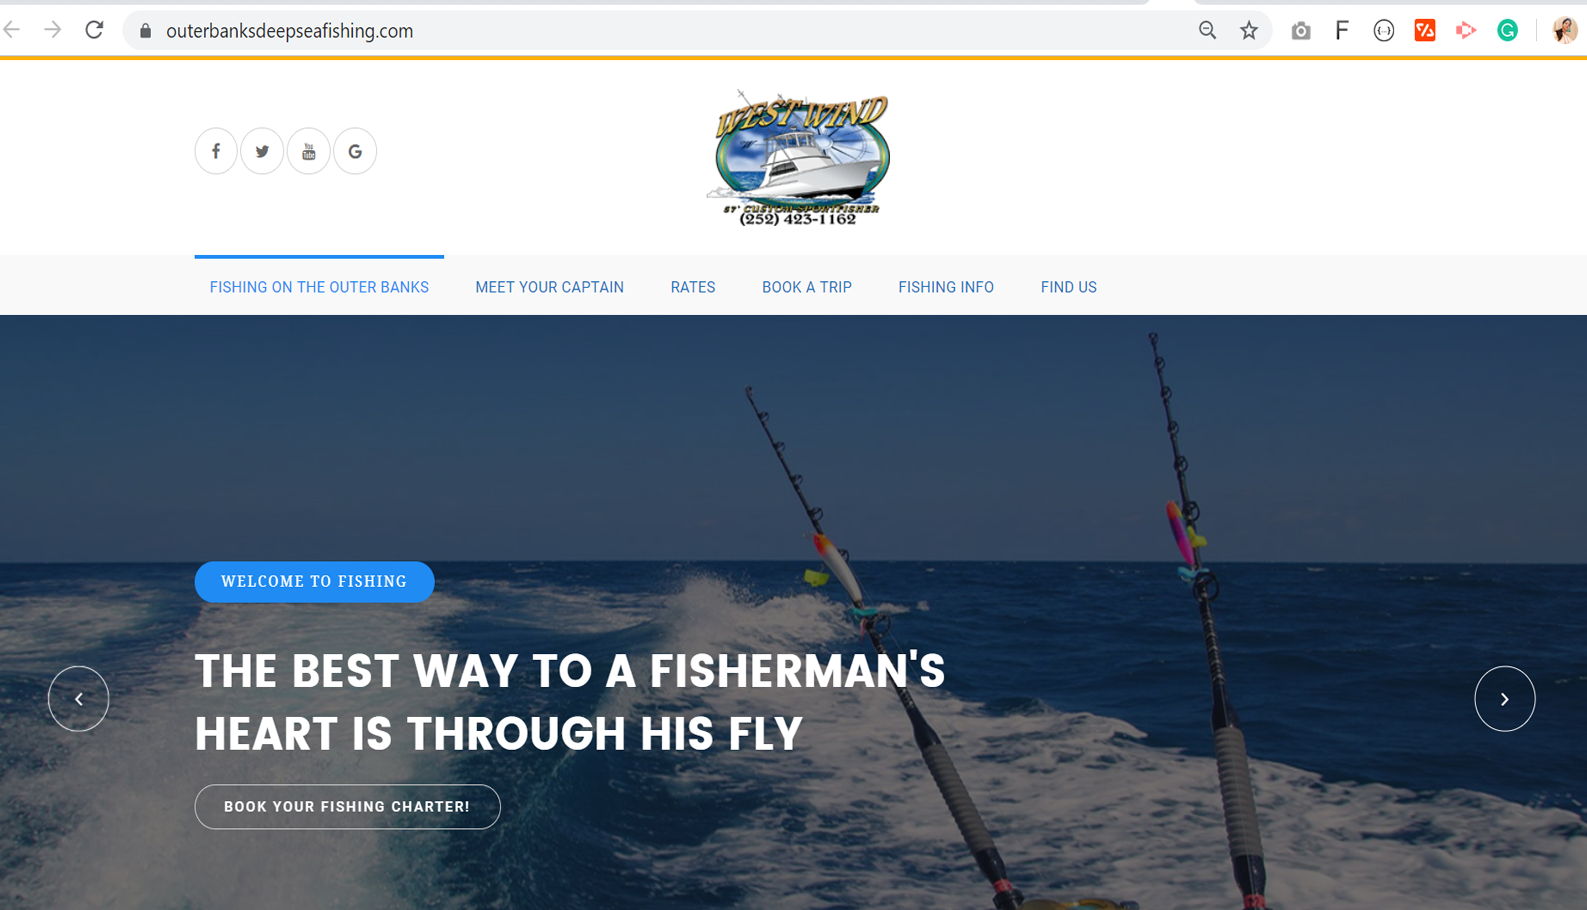 outerbanksdeepseafishing.com
F
WEST WIND
57' CUSTOM SPORTFISHER
(252) 423-1162
You
Tube
FISHING ON THE OUTER BANKS
MEET YOUR CAPTAIN
RATES
BOOK A TRIP
FISHING INFO
FIND US
WELCOME TO FISHING
THE BEST WAY TO A FISHERMAN'S
HEART IS THROUGH HIS FLY
BOOK YOUR FISHING CHARTER!